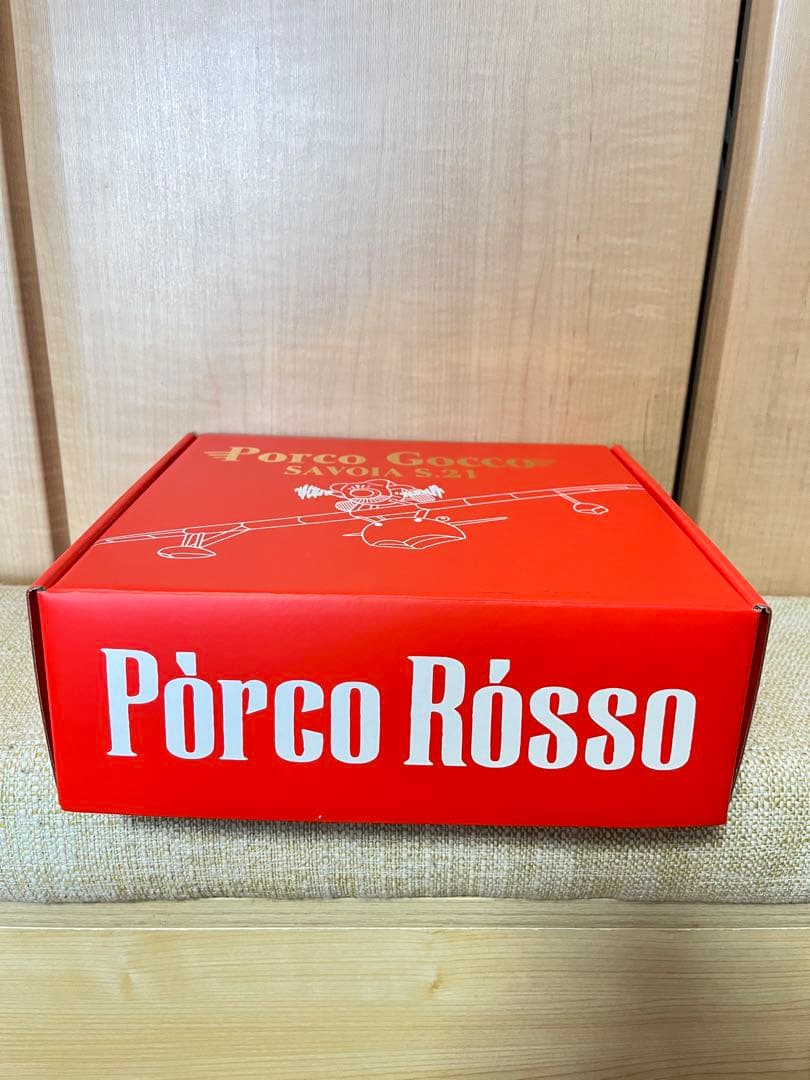 Porco Gocco
SAVOIA S.21
Pòrco Rósso